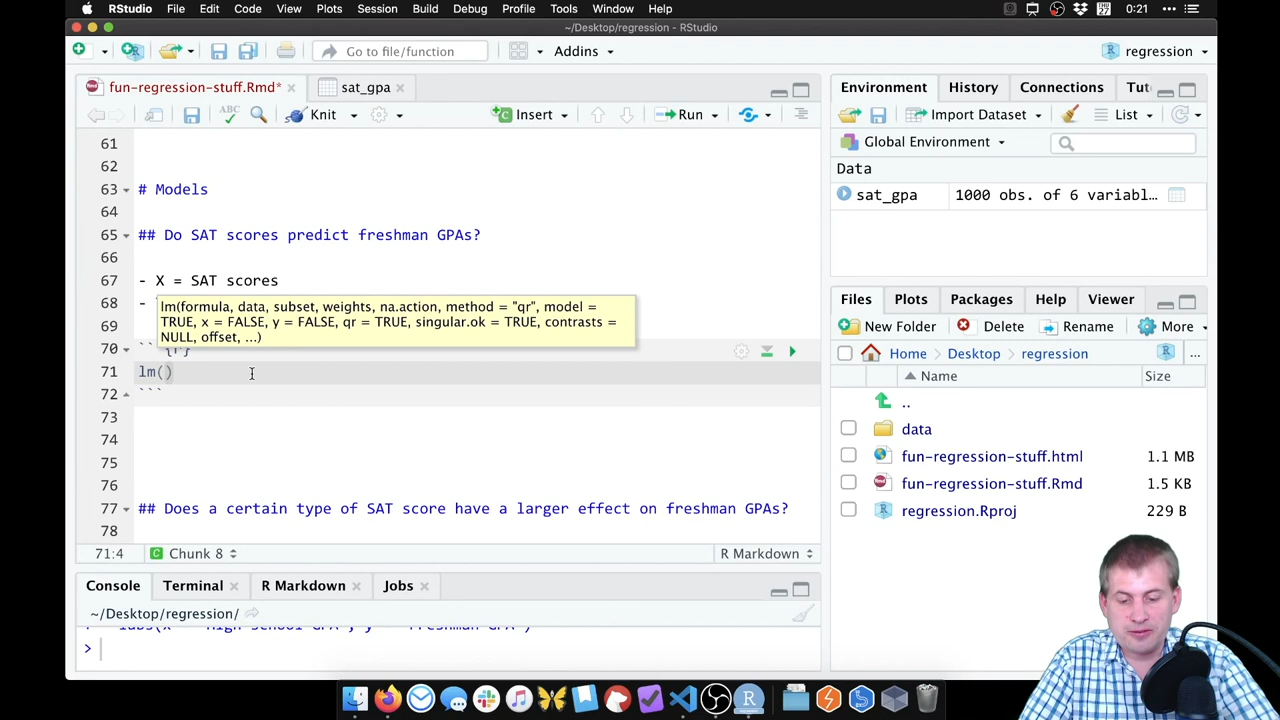 RStudio File Edit Code View Plots Session Build Debug Profile Tools Window Help THU 27 0:21
~/Desktop/regression - RStudio
Go to file/function Addins regression
fun-regression-stuff.Rmd* sat_gpa
Environment History Connections Tut
ABC Knit Insert Run
Import Dataset List
Global Environment
Data
sat_gpa 1000 obs. of 6 variabl…
61
62
63 # Models
64
65 ## Do SAT scores predict freshman GPAs?
66
67 - X = SAT scores
68 -
lm(formula, data, subset, weights, na.action, method = "qr", model =
TRUE, x = FALSE, y = FALSE, qr = TRUE, singular.ok = TRUE, contrasts =
NULL, offset, ...)
69
70
71 lm()
72 ```
73
74
75
76
77 ## Does a certain type of SAT score have a larger effect on freshman GPAs?
78
71:4 Chunk 8 R Markdown
Files Plots Packages Help Viewer
New Folder Delete Rename More
Home Desktop regression ...
Name Size
..
data
fun-regression-stuff.html 1.1 MB
fun-regression-stuff.Rmd 1.5 KB
regression.Rproj 229 B
Console Terminal R Markdown Jobs
~/Desktop/regression/
>